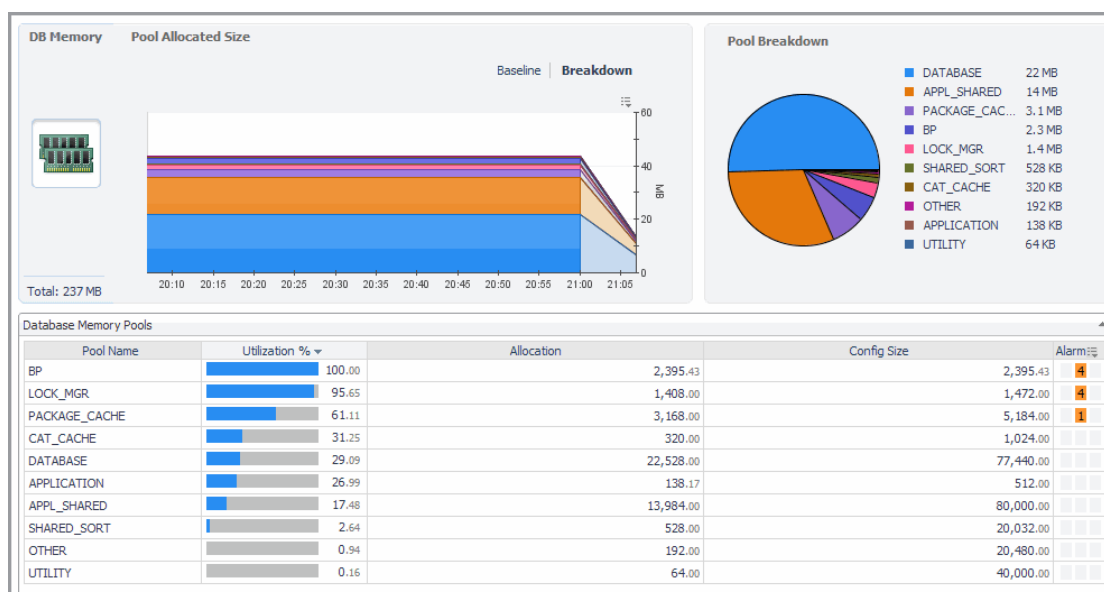 DB Memory
Pool Allocated Size
Baseline | Breakdown
60
40
20
0
MB
20:10 20:15 20:20 20:25 20:30 20:35 20:40 20:45 20:50 20:55 21:00 21:05
Total: 237 MB
Pool Breakdown
DATABASE 22 MB
APPL_SHARED 14 MB
PACKAGE_CAC... 3.1 MB
BP 2.3 MB
LOCK_MGR 1.4 MB
SHARED_SORT 528 KB
CAT_CACHE 320 KB
OTHER 192 KB
APPLICATION 138 KB
UTILITY 64 KB
Database Memory Pools
Pool Name Utilization % Allocation Config Size Alarm
BP 100.00 2,395.43 2,395.43 4
LOCK_MGR 95.65 1,408.00 1,472.00 4
PACKAGE_CACHE 61.11 3,168.00 5,184.00 1
CAT_CACHE 31.25 320.00 1,024.00
DATABASE 29.09 22,528.00 77,440.00
APPLICATION 26.99 138.17 512.00
APPL_SHARED 17.48 13,984.00 80,000.00
SHARED_SORT 2.64 528.00 20,032.00
OTHER 0.94 192.00 20,480.00
UTILITY 0.16 64.00 40,000.00